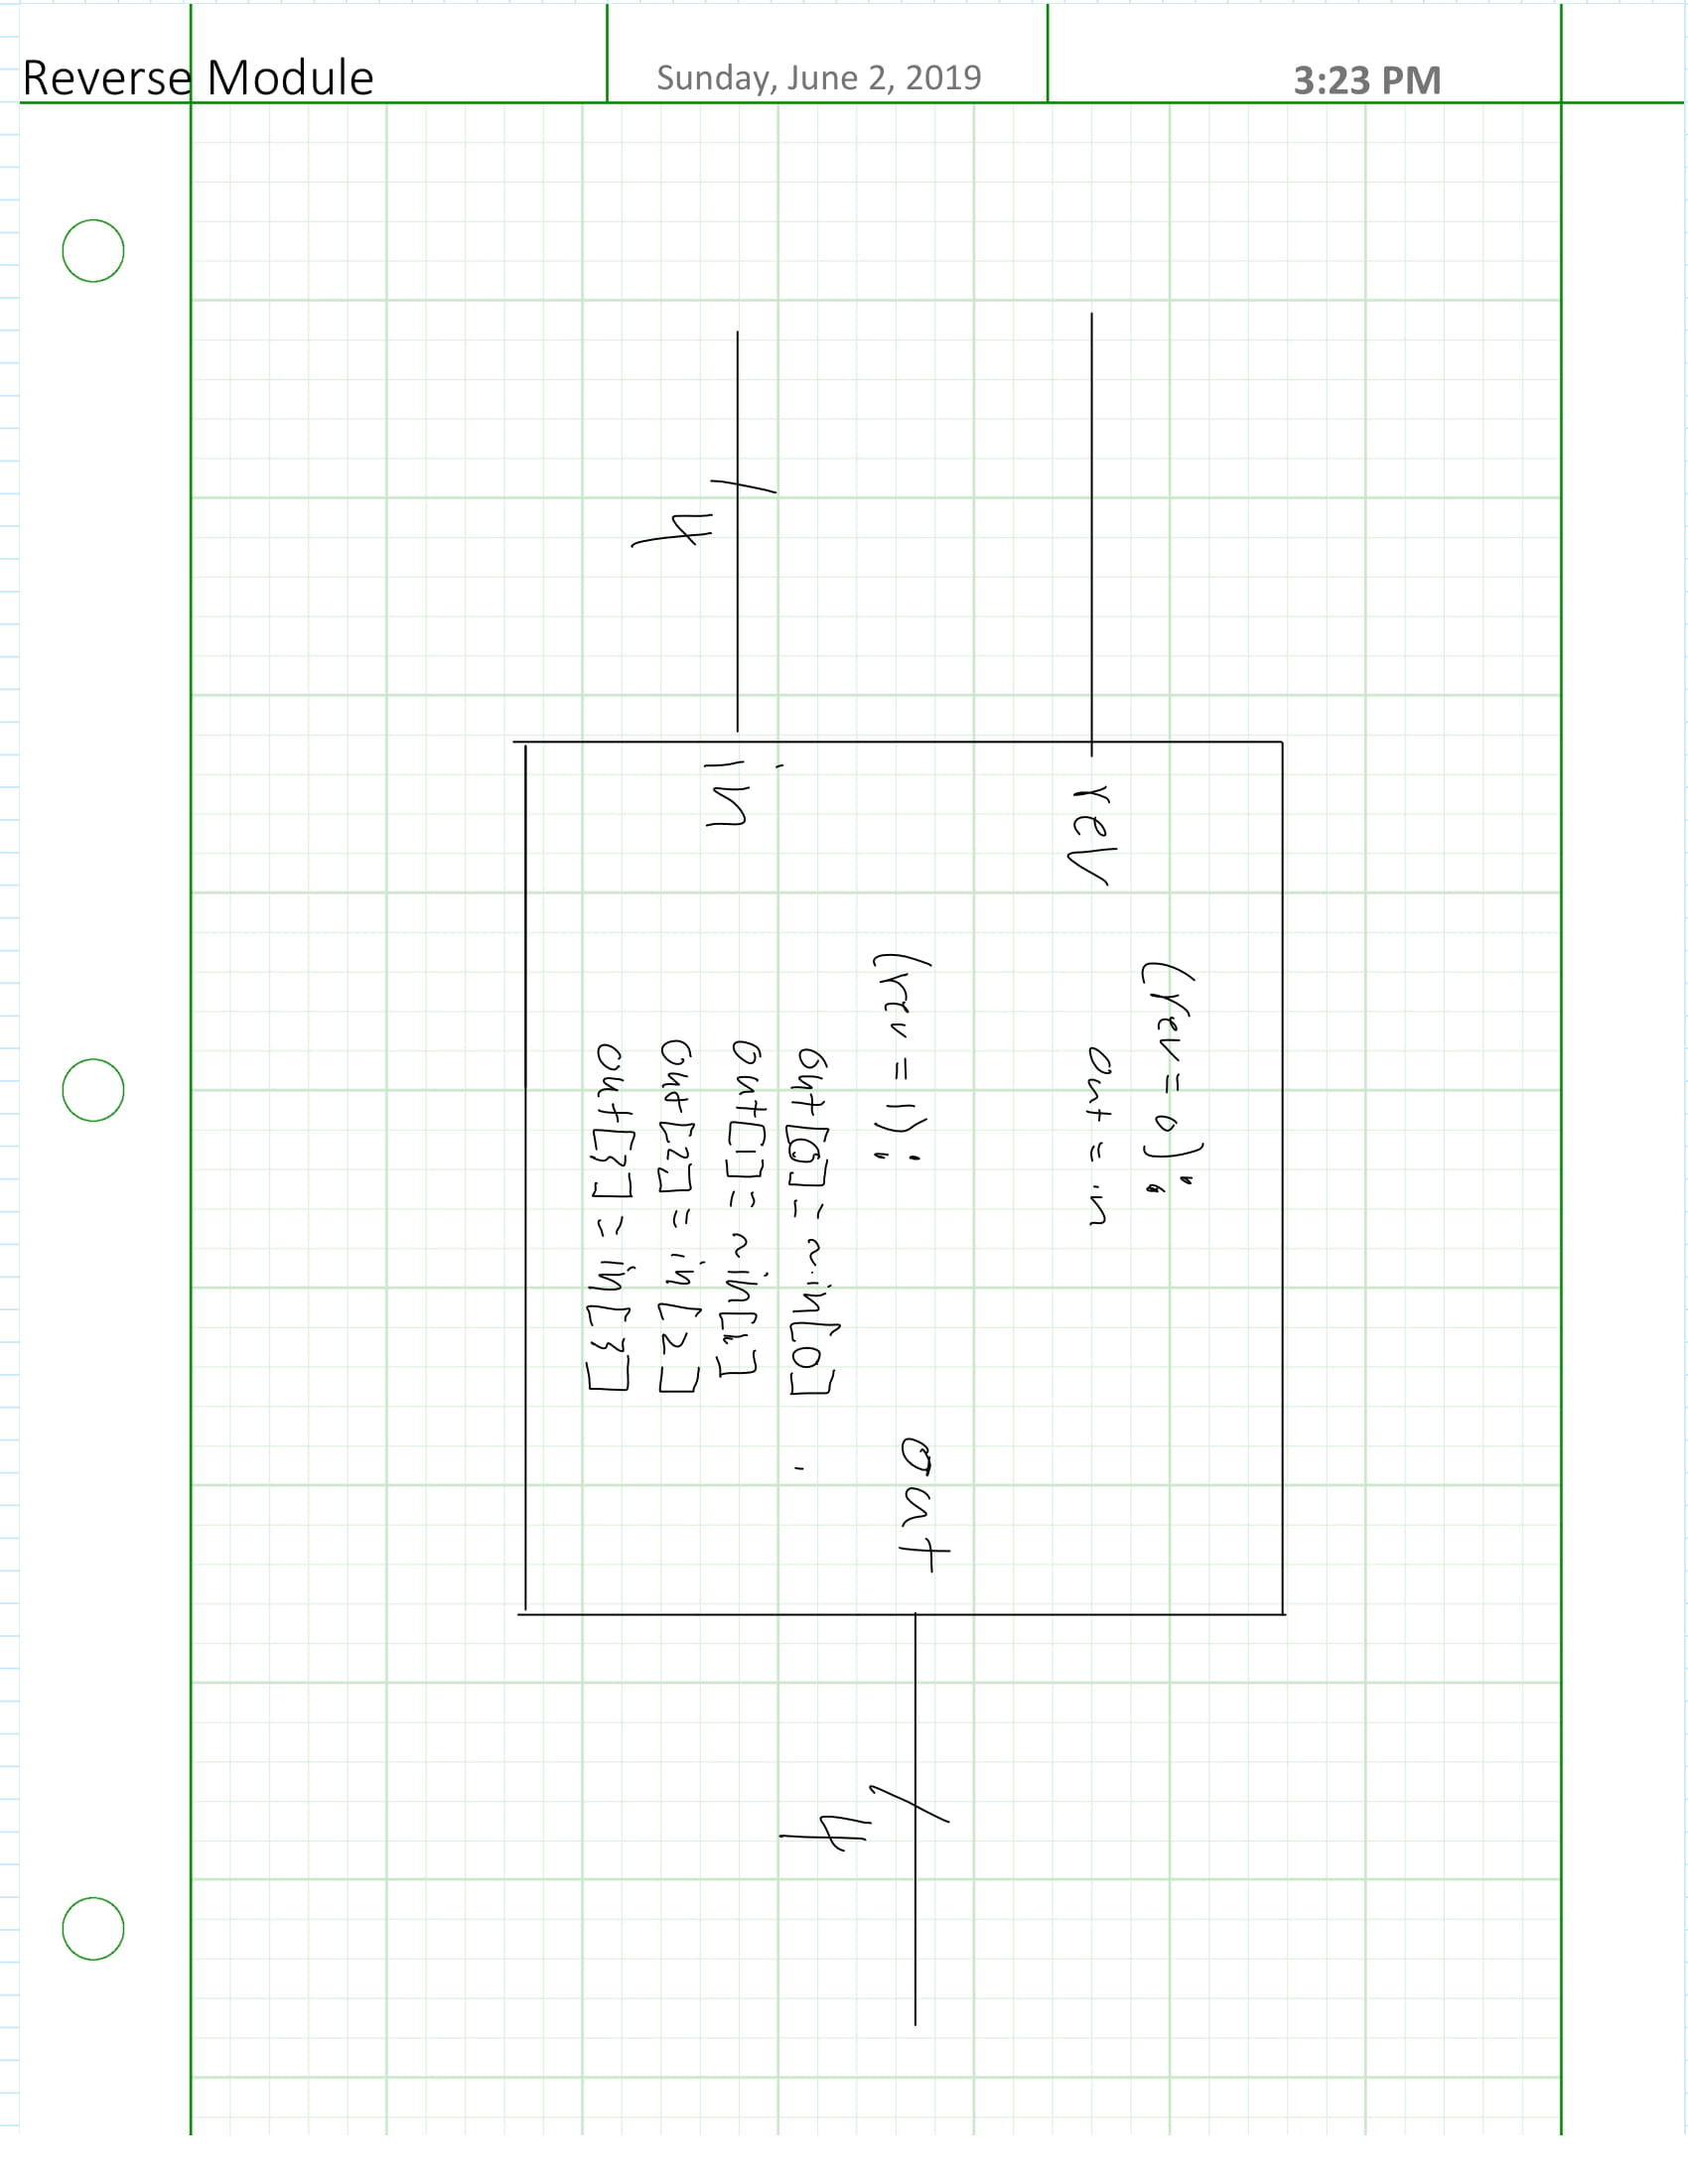 Reverse Module
Sunday, June 2, 2019
3:23 PM
(rev = 0):
out = in
rev
(rev = 1):
out
4
out[0] = ~in[0]
out[1] = ~in[1]
in
4
out[2] = in[2]
out[3] = in[3]